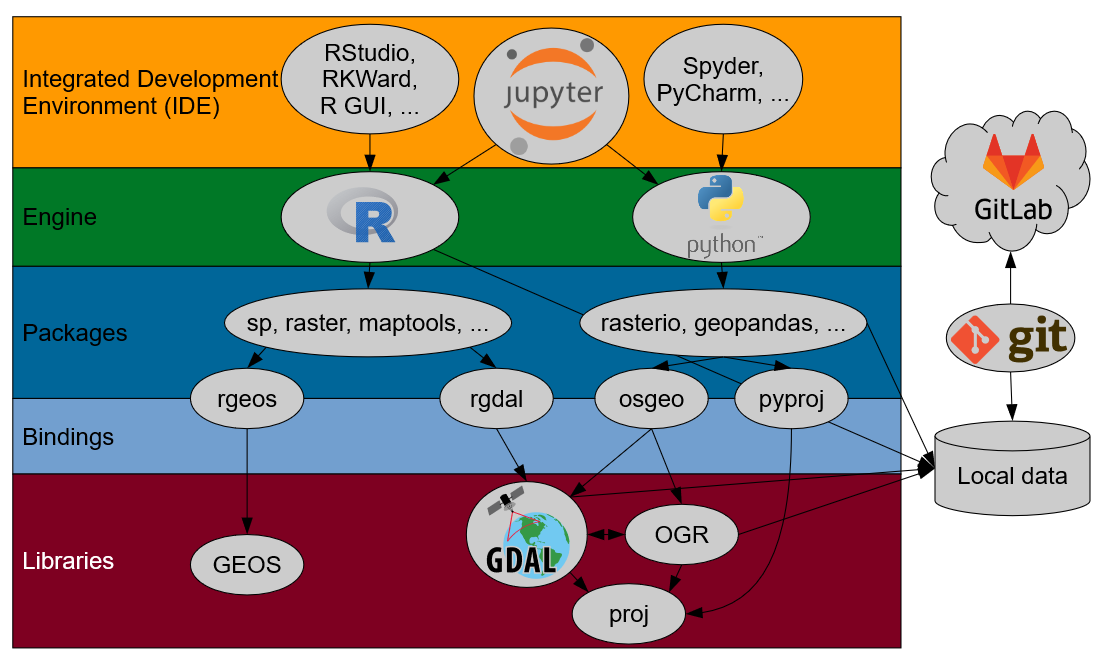 Integrated Development
Environment (IDE)
RStudio,
RKWard,
R GUI, ...
jupyter
Spyder,
PyCharm, ...
Engine
R
python™
GitLab
Packages
sp, raster, maptools, ...
rasterio, geopandas, ...
git
rgeos
rgdal
osgeo
pyproj
Bindings
Local data
Libraries
GEOS
GDAL
OGR
proj